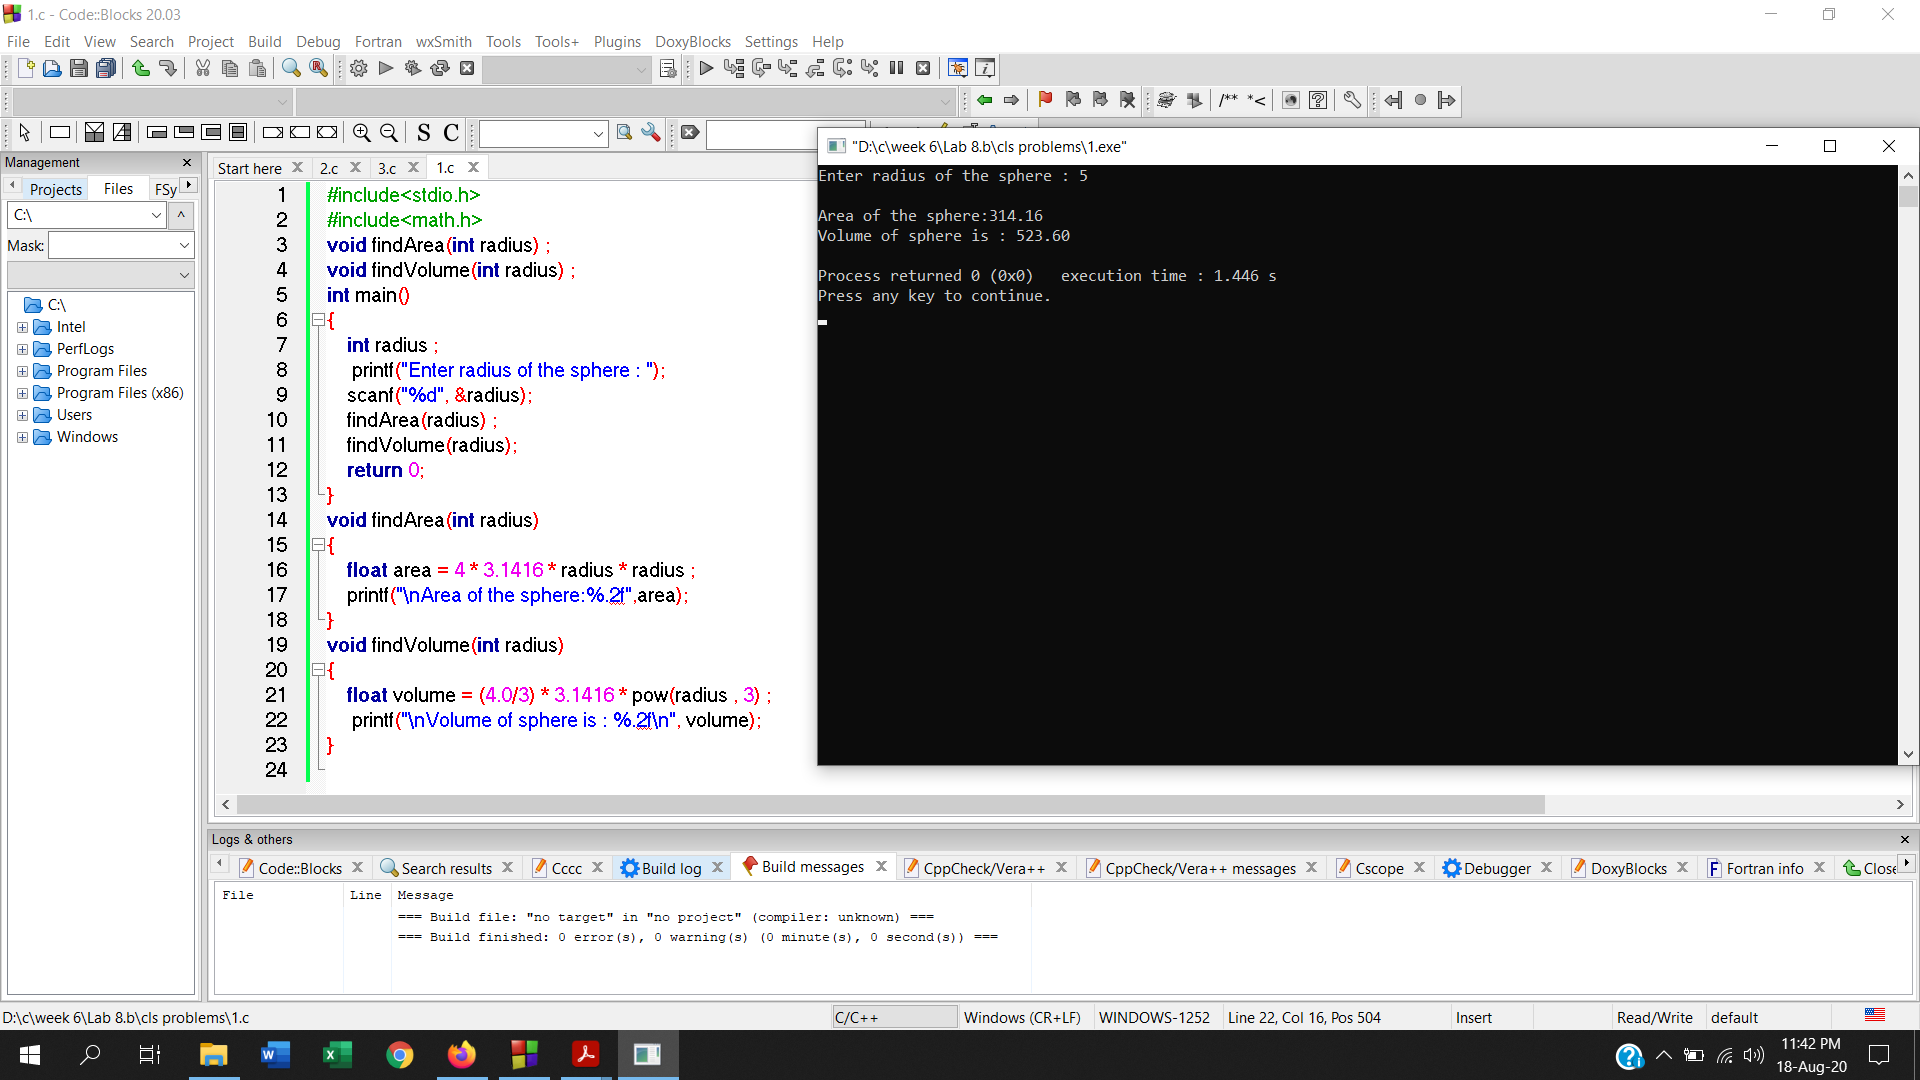 1.c - Code::Blocks 20.03
File Edit View Search Project Build Debug Fortran wxSmith Tools Tools+ Plugins DoxyBlocks Settings Help
/** *<
S C
Management
Projects Files FSy
C:\
Mask:
C:\
Intel
PerfLogs
Program Files
Program Files (x86)
Users
Windows
Start here 2.c 3.c 1.c
1 #include<stdio.h>
2 #include<math.h>
3 void findArea(int radius) ;
4 void findVolume(int radius) ;
5 int main()
6 {
7 int radius ;
8 printf("Enter radius of the sphere : ");
9 scanf("%d", &radius);
10 findArea(radius) ;
11 findVolume(radius);
12 return 0;
13 }
14 void findArea(int radius)
15 {
16 float area = 4 * 3.1416 * radius * radius ;
17 printf("\nArea of the sphere:%.2f",area);
18 }
19 void findVolume(int radius)
20 {
21 float volume = (4.0/3) * 3.1416 * pow(radius , 3) ;
22 printf("\nVolume of sphere is : %.2f\n", volume);
23 }
24
"D:\c\week 6\Lab 8.b\cls problems\1.exe"
Enter radius of the sphere : 5
Area of the sphere:314.16
Volume of sphere is : 523.60
Process returned 0 (0x0)   execution time : 1.446 s
Press any key to continue.
Logs & others
Code::Blocks Search results Cccc Build log Build messages CppCheck/Vera++ CppCheck/Vera++ messages Cscope Debugger DoxyBlocks Fortran info Close
File Line Message
=== Build file: "no target" in "no project" (compiler: unknown) ===
=== Build finished: 0 error(s), 0 warning(s) (0 minute(s), 0 second(s)) ===
D:\c\week 6\Lab 8.b\cls problems\1.c C/C++ Windows (CR+LF) WINDOWS-1252 Line 22, Col 16, Pos 504 Insert Read/Write default
11:42 PM
18-Aug-20